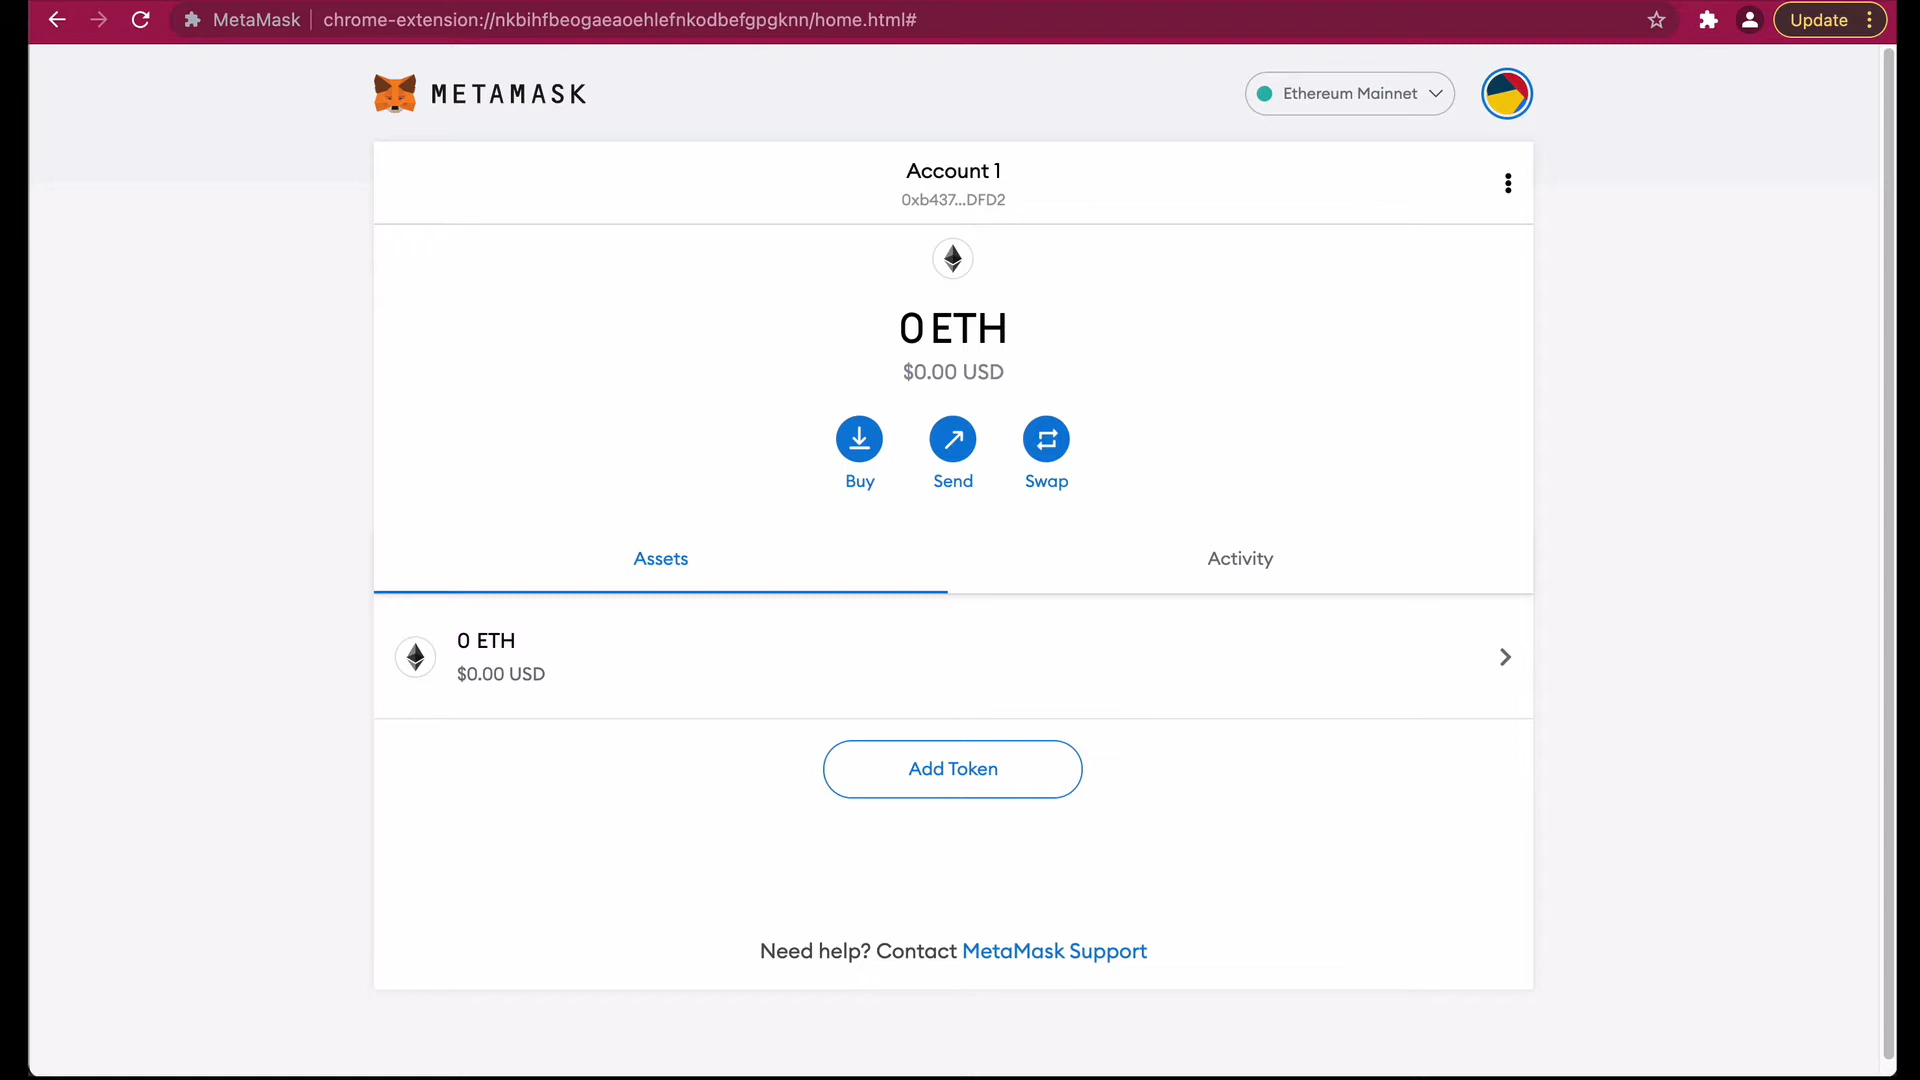 MetaMask chrome-extension://nkbihfbeogaeaoehlefnkodbefgpgknn/home.html# Update
METAMASK Ethereum Mainnet
Account 1
0xb437...DFD2
0 ETH
$0.00 USD
Buy Send Swap
Assets Activity
0 ETH
$0.00 USD
Add Token
Need help? Contact MetaMask Support